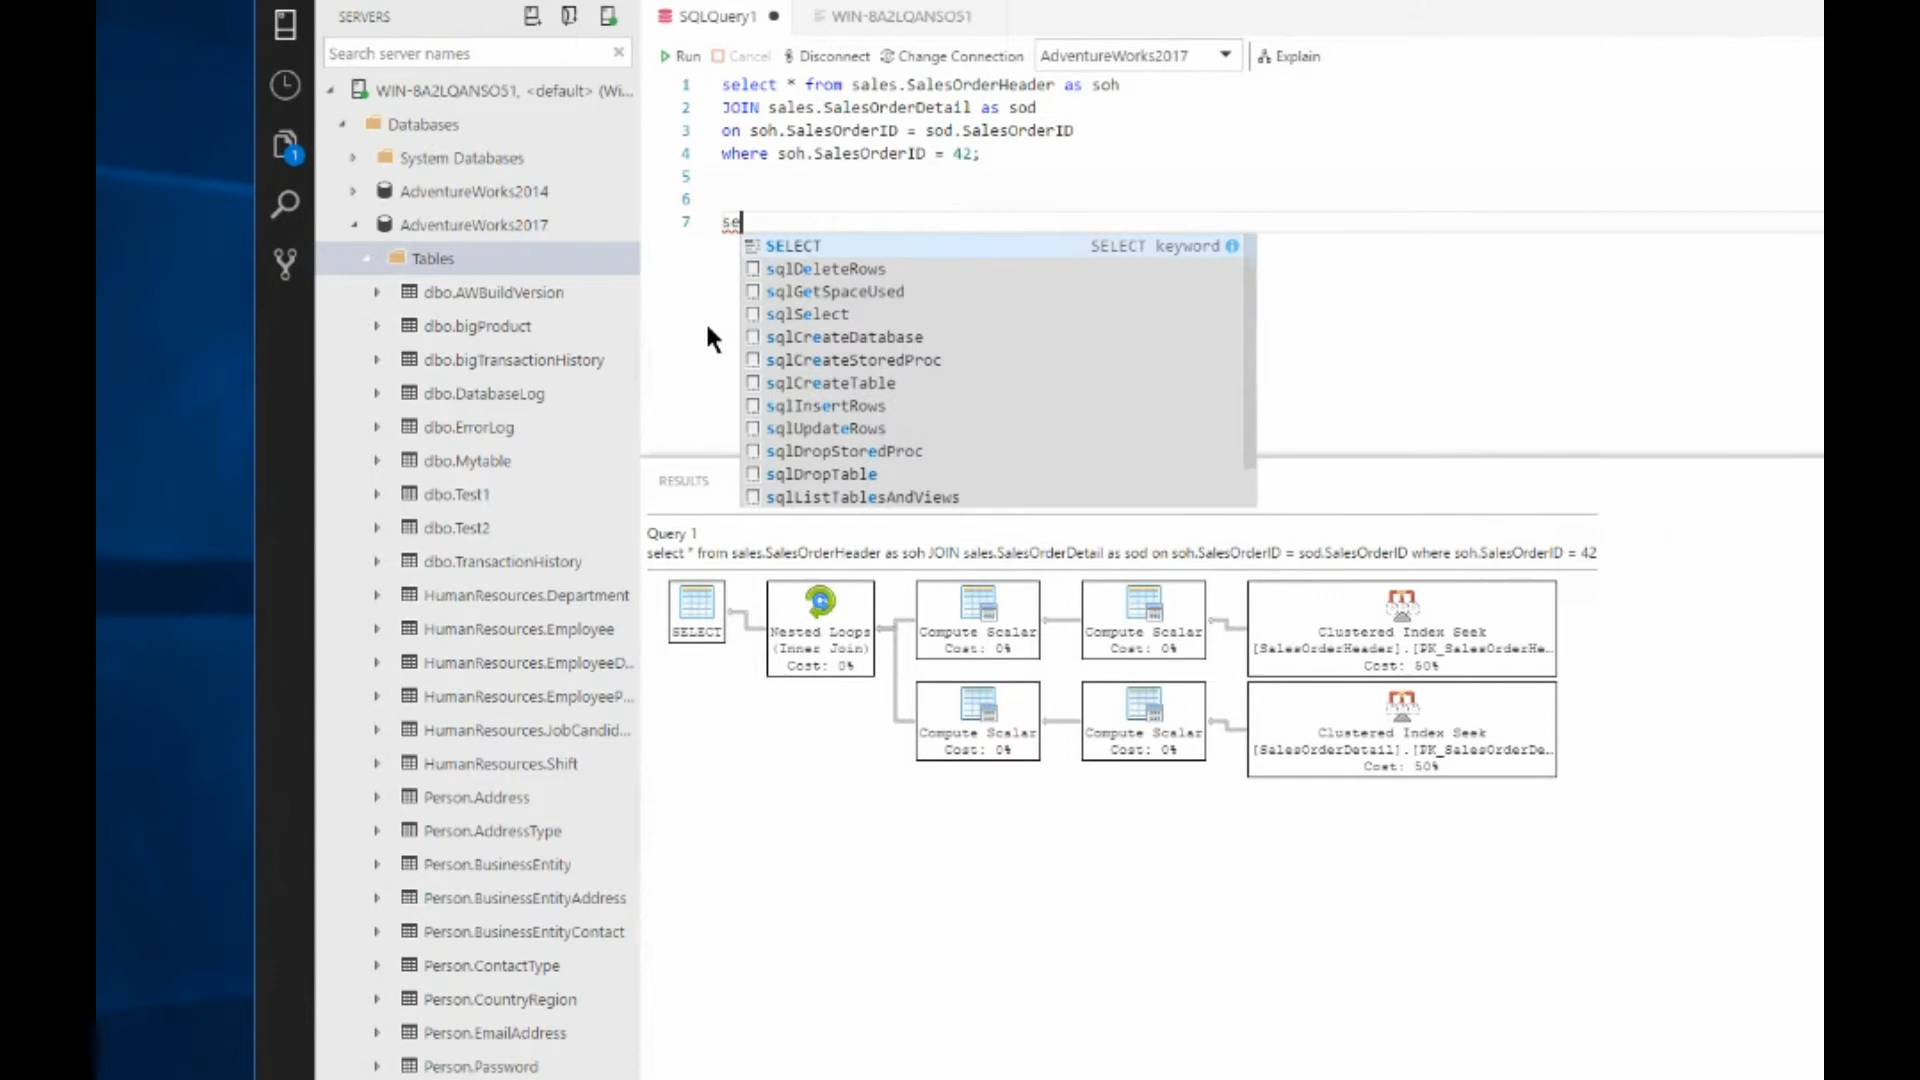 SERVERS
Search server names
WIN-8A2LQANSO51, <default> (Wi...
Databases
System Databases
AdventureWorks2014
AdventureWorks2017
Tables
dbo.AWBuildVersion
dbo.bigProduct
dbo.bigTransactionHistory
dbo.DatabaseLog
dbo.ErrorLog
dbo.Mytable
dbo.Test1
dbo.Test2
dbo.TransactionHistory
HumanResources.Department
HumanResources.Employee
HumanResources.EmployeeD...
HumanResources.EmployeeP...
HumanResources.JobCandid...
HumanResources.Shift
Person.Address
Person.AddressType
Person.BusinessEntity
Person.BusinessEntityAddress
Person.BusinessEntityContact
Person.ContactType
Person.CountryRegion
Person.EmailAddress
Person.Password
1
SQLQuery1
WIN-8A2LQANSO51
Run Cancel Disconnect Change Connection AdventureWorks2017 Explain
1 select * from sales.SalesOrderHeader as soh
2 JOIN sales.SalesOrderDetail as sod
3 on soh.SalesOrderID = sod.SalesOrderID
4 where soh.SalesOrderID = 42;
5
6
7 se
SELECT SELECT keyword
sqlDeleteRows
sqlGetSpaceUsed
sqlSelect
sqlCreateDatabase
sqlCreateStoredProc
sqlCreateTable
sqlInsertRows
sqlUpdateRows
sqlDropStoredProc
sqlDropTable
sqlListTablesAndViews
RESULTS
Query 1
select * from sales.SalesOrderHeader as soh JOIN sales.SalesOrderDetail as sod on soh.SalesOrderID = sod.SalesOrderID where soh.SalesOrderID = 42
SELECT
Nested Loops
(Inner Join)
Cost: 0%
Compute Scalar
Cost: 0%
Compute Scalar
Cost: 0%
Clustered Index Seek
[SalesOrderHeader].[PK_SalesOrderHe...
Cost: 50%
Compute Scalar
Cost: 0%
Compute Scalar
Cost: 0%
Clustered Index Seek
[SalesOrderDetail].[PK_SalesOrderDe...
Cost: 50%